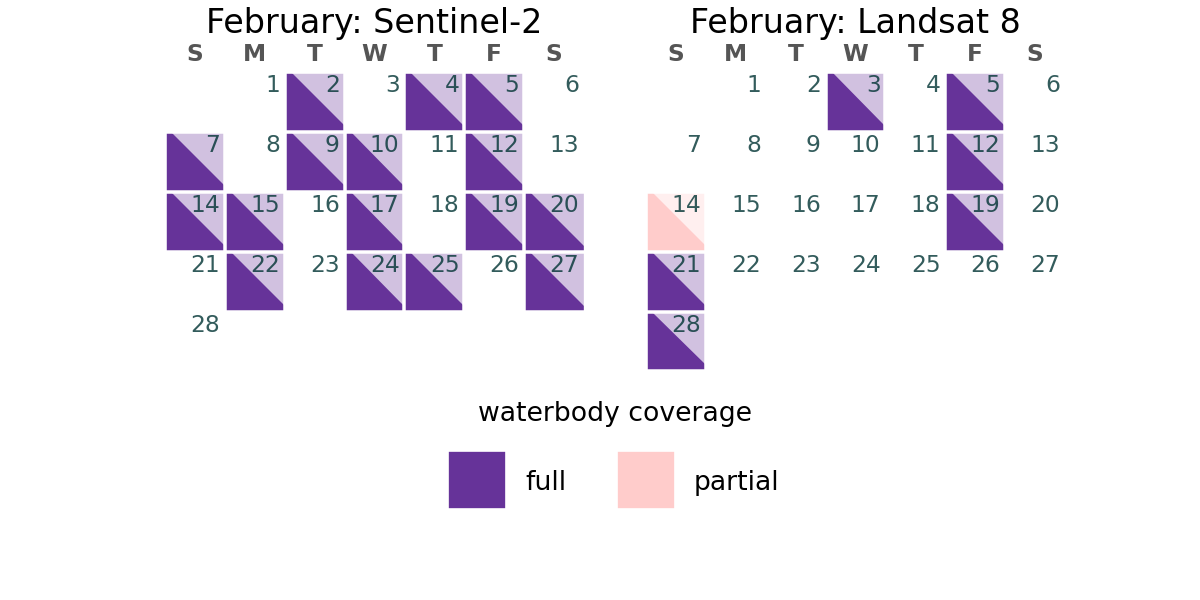 February: Sentinel-2
S M T W T F S
1 2 3 4 5 6
7 8 9 10 11 12 13
14 15 16 17 18 19 20
21 22 23 24 25 26 27
28
February: Landsat 8
S M T W T F S
1 2 3 4 5 6
7 8 9 10 11 12 13
14 15 16 17 18 19 20
21 22 23 24 25 26 27
28
waterbody coverage
full partial